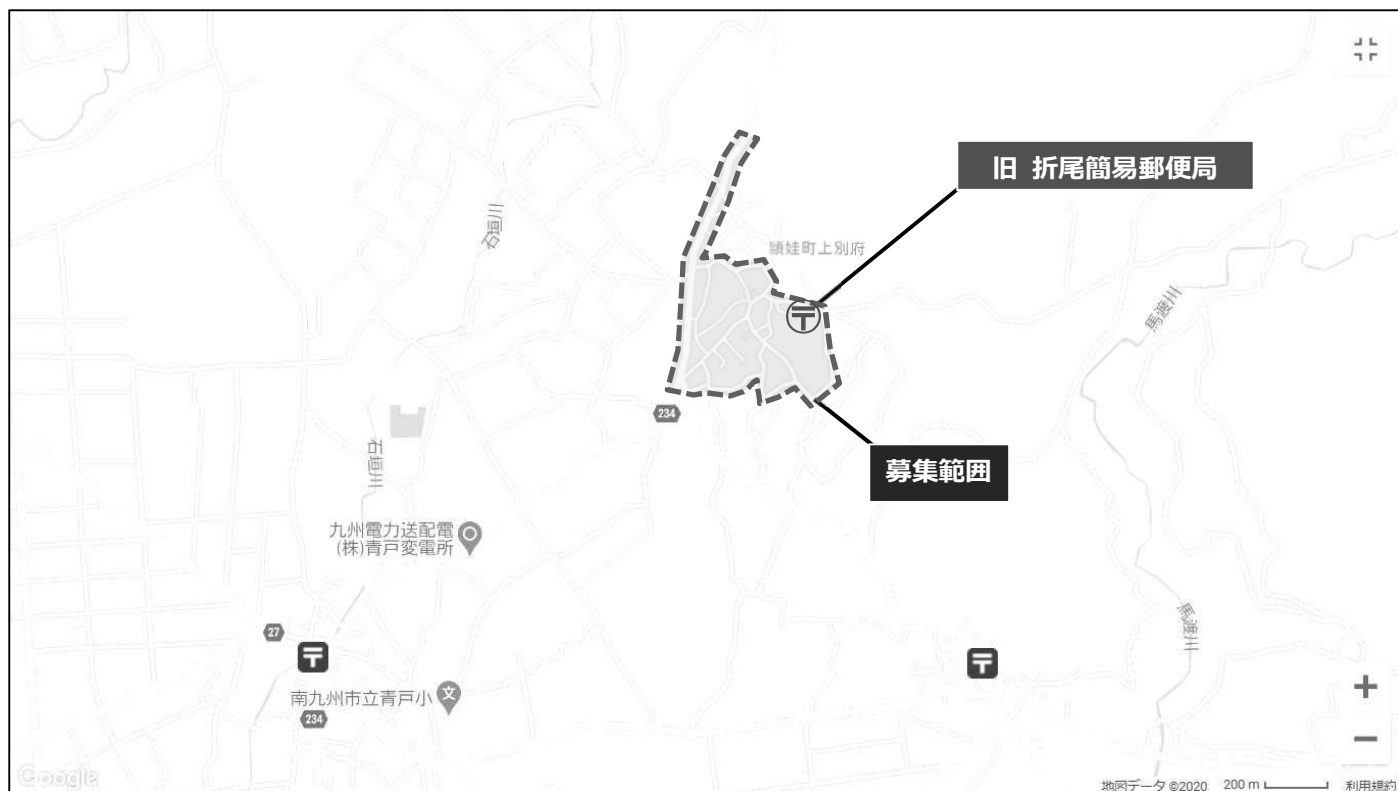 旧 折尾簡易郵便局
頴娃町上別府
石垣川
馬渡川
募集範囲
234
石垣川
九州電力送配電
(株)青戸変電所
27
馬渡川
南九州市立青戸小
文
234
Google
地図データ ©2020 200 m 利用規約